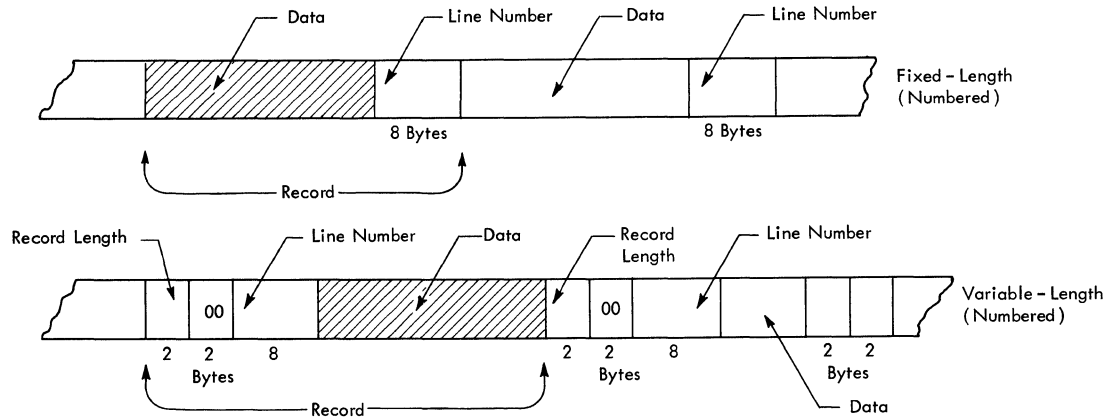 Data
Line Number
Data
Line Number
Fixed-Length
(Numbered)
8 Bytes
8 Bytes
Record
Record Length
Line Number
Data
Record
Length
Line Number
Variable-Length
(Numbered)
00
00
2
2
8
2
2
8
2
2
Bytes
Bytes
Bytes
Record
Data